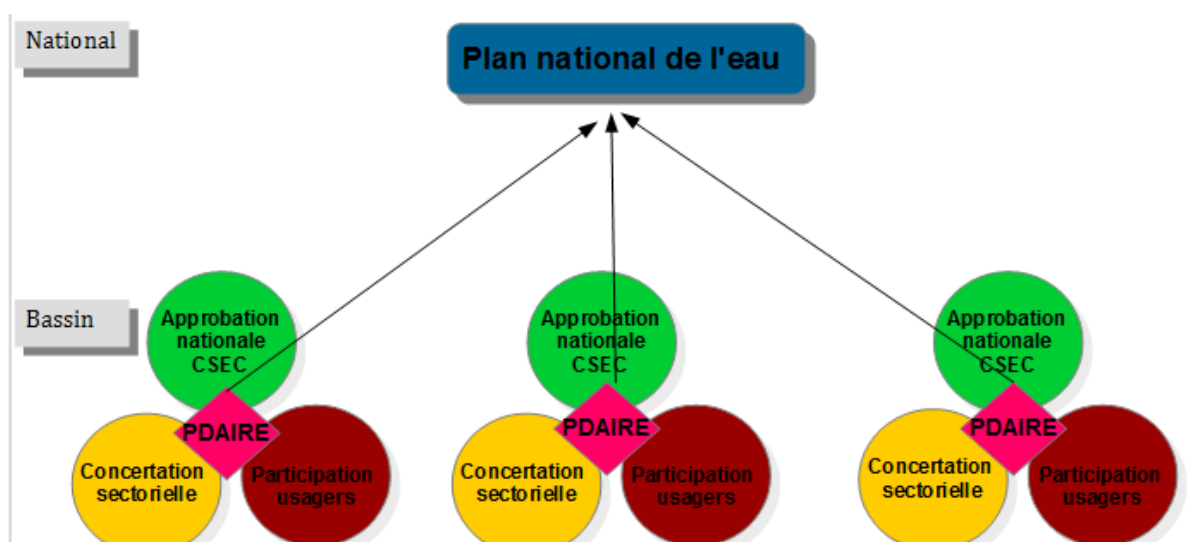 National
Plan national de l'eau
Bassin
Approbation
nationale
CSEC
PDAIRE
Concertation
sectorielle
Participation
usagers
Approbation
nationale
CSEC
PDAIRE
Concertation
sectorielle
Participation
usagers
Approbation
nationale
CSEC
PDAIRE
Concertation
sectorielle
Participation
usagers